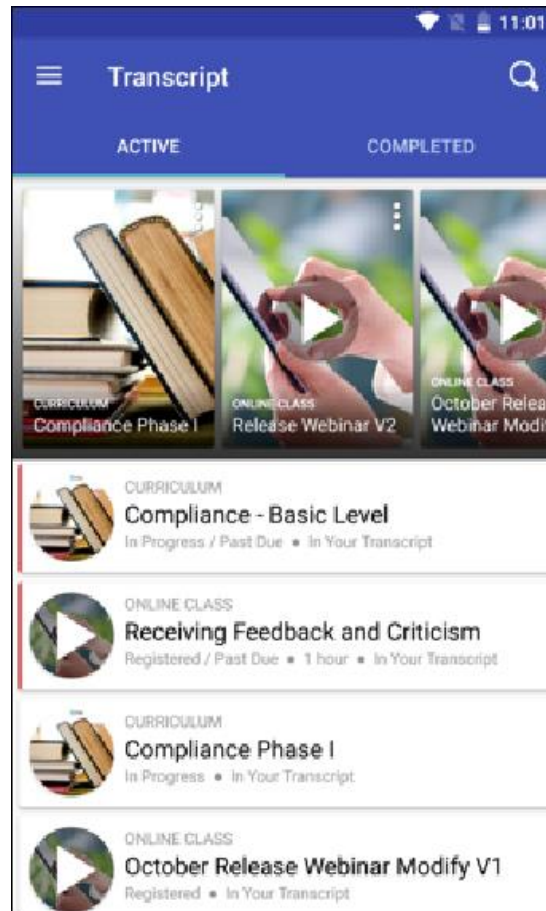 11:01
Transcript
ACTIVE
COMPLETED
CURRICULUM
Compliance Phase I
ONLINE CLASS
Release Webinar V2
ONLINE CLASS
October Relea
Webinar Modif
CURRICULUM
Compliance - Basic Level
In Progress / Past Due • In Your Transcript
ONLINE CLASS
Receiving Feedback and Criticism
Registered / Past Due • 1 hour • In Your Transcript
CURRICULUM
Compliance Phase I
In Progress • In Your Transcript
ONLINE CLASS
October Release Webinar Modify V1
Registered • In Your Transcript